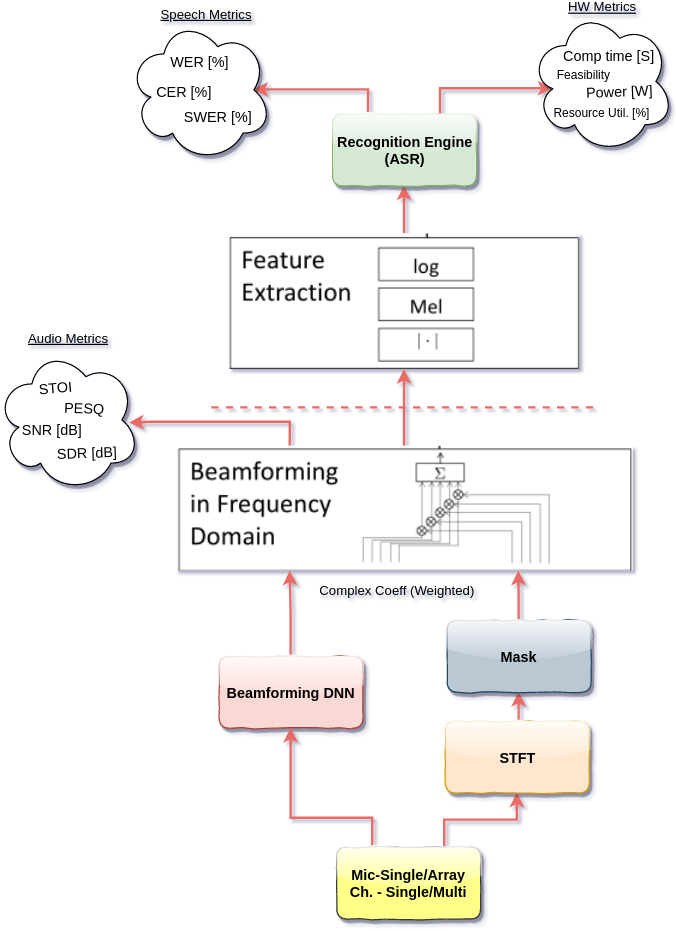 Speech Metrics
WER [%]
CER [%]
SWER [%]
HW Metrics
Comp time [S]
Feasibility
Power [W]
Resource Util. [%]
Recognition Engine
(ASR)
Feature
Extraction
log
Mel
| · |
Audio Metrics
STOI
PESQ
SNR [dB]
SDR [dB]
Beamforming
in Frequency
Domain
Σ
Complex Coeff (Weighted)
Mask
Beamforming DNN
STFT
Mic-Single/Array
Ch. - Single/Multi